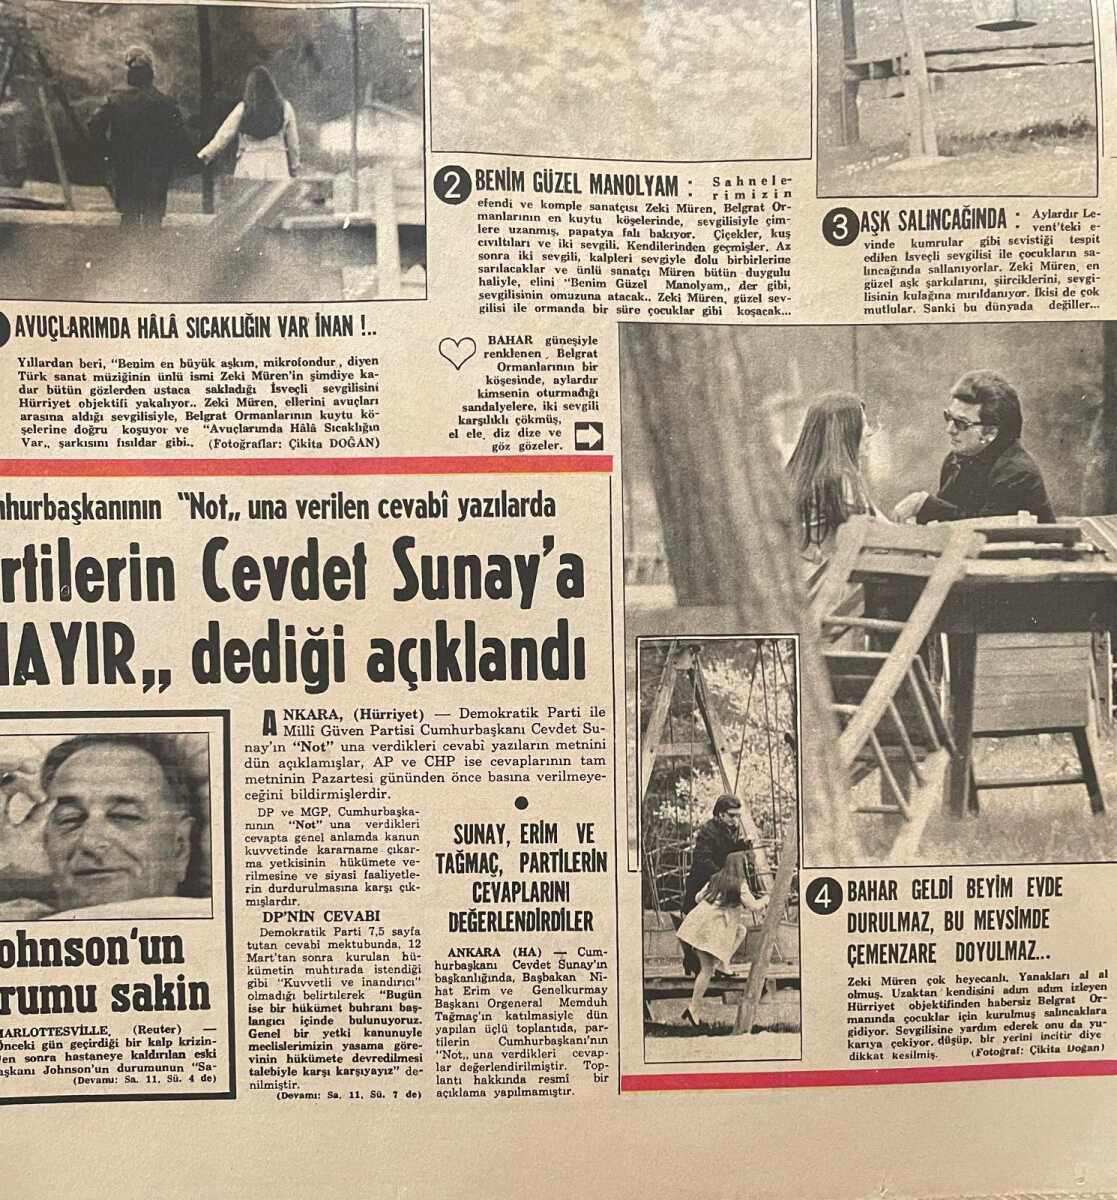 2 BENİM GÜZEL MANOLYAM : Sahnele-
rimizin
efendi ve komple sanatçısı Zeki Müren, Belgrat Or-
manlarının en kuytu köşelerinde, sevgilisiyle çim-
lere uzanmış, papatya falı bakıyor. Çiçekler, kuş
cıvıltıları ve iki sevgili. Kendilerinden geçmişler. Az
sonra iki sevgili, kalpleri sevgiyle dolu birbirlerine
sarılacaklar ve ünlü sanatçı Müren bütün duygulu
haliyle, elini "Benim Güzel Manolyam„ der gibi,
sevgilisinin omuzuna atacak.. Zeki Müren, güzel sev-
gilisi ile ormanda bir süre çocuklar gibi koşacak...
3 AŞK SALINCAĞINDA : Aylardır Le-
vent'teki e-
vinde kumrular gibi seviştiği tespit
edilen İsveçli sevgilisi ile çocukların sa-
lıncağında sallanıyorlar. Zeki Müren, en
güzel aşk şarkılarını, şiirciklerini, sevgi-
lisinin kulağına mırıldanıyor. İkisi de çok
mutlular. Sanki bu dünyada değiller...
AVUÇLARIMDA HÂLÂ SICAKLIĞIN VAR İNAN !..
Yıllardan beri, "Benim en büyük aşkım, mikrofondur„ diyen
Türk sanat müziğinin ünlü ismi Zeki Müren'in şimdiye ka-
dar bütün gözlerden ustaca sakladığı İsveçli sevgilisini
Hürriyet objektifi yakalıyor.. Zeki Müren, ellerini avuçları
arasına aldığı sevgilisiyle, Belgrat Ormanlarının kuytu kö-
şelerine doğru koşuyor ve "Avuçlarımda Hâlâ Sıcaklığın
Var„ şarkısını fısıldar gibi.. (Fotoğraflar: Çikita DOĞAN)
BAHAR güneşiyle
renklenen Belgrat
Ormanlarının bir
köşesinde, aylardır
kimsenin oturmadığı
sandalyelere, iki sevgili
karşılıklı çökmüş,
el ele, diz dize ve
göz gözeler.
mhurbaşkanının "Not„ una verilen cevabî yazılarda
rtilerin Cevdet Sunay'a
HAYIR„ dediği açıklandı
ANKARA, (Hürriyet) — Demokratik Parti ile
Millî Güven Partisi Cumhurbaşkanı Cevdet Su-
nay'ın "Not" una verdikleri cevabî yazıların metnini
dün açıklamışlar, AP ve CHP ise cevaplarının tam
metninin Pazartesi gününden önce basına verilmeye-
ceğini bildirmişlerdir.
DP ve MGP, Cumhurbaşka-
nının "Not" una verdikleri
cevapta genel anlamda kanun
kuvvetinde kararname çıkar-
ma yetkisinin hükümete ve-
rilmesine ve siyasi faaliyetle-
rin durdurulmasına karşı çık-
mışlardır.
DP'NİN CEVABI
Demokratik Parti 7,5 sayfa
tutan cevabî mektubunda, 12
Mart'tan sonra kurulan hü-
kümetin muhtırada istendiği
gibi "Kuvvetli ve inandırıcı"
olmadığı belirtilerek "Bugün
ise bir hükümet buhranı baş-
langıcı içinde bulunuyoruz.
Genel bir yetki kanunuyle
meclislerimizin yasama göre-
vinin hükümete devredilmesi
talebiyle karşı karşıyayız" de-
nilmiştir.
(Devamı: Sa. 11, Sü. 7 de)
SUNAY, ERİM VE
TAĞMAÇ, PARTİLERİN
CEVAPLARINI
DEĞERLENDİRDİLER
ANKARA (HA) — Cum-
hurbaşkanı Cevdet Sunay'ın
başkanlığında, Başbakan Ni-
hat Erim ve Genelkurmay
Başkanı Orgeneral Memduh
Tağmaç'ın katılmasiyle dün
yapılan üçlü toplantıda, par-
tilerin Cumhurbaşkanı'nın
"Not„ una verdikleri cevap-
lar değerlendirilmiştir. Top-
lantı hakkında resmî bir
açıklama yapılmamıştır.
ohnson'un
rumu sakin
HARLOTTESVİLLE, (Reuter) —
Önceki gün geçirdiği bir kalp krizin-
den sonra hastaneye kaldırılan eski
aşkanı Johnson'un durumunun "Sa-
(Devamı: Sa. 11, Sü. 4 de)
4 BAHAR GELDİ BEYİM EVDE
DURULMAZ, BU MEVSİMDE
ÇEMENZARE DOYULMAZ...
Zeki Müren çok heyecanlı. Yanakları al al
olmuş. Uzaktan kendisini adım adım izleyen
Hürriyet objektifinden habersiz Belgrat Or-
manında çocuklar için kurulmuş salıncaklara
gidiyor. Sevgilisine yardım ederek onu da yu-
karıya çekiyor, düşüp, bir yerini incitir diye
dikkat kesilmiş. (Fotoğraf: Çikita Doğan)